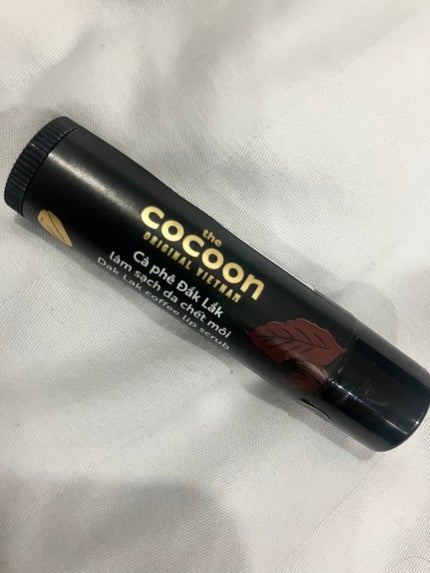 the
cocoon
ORIGINAL VIETNAM
Cà phê Đắk Lắk
làm sạch da chết môi
Dak Lak coffee lip scrub